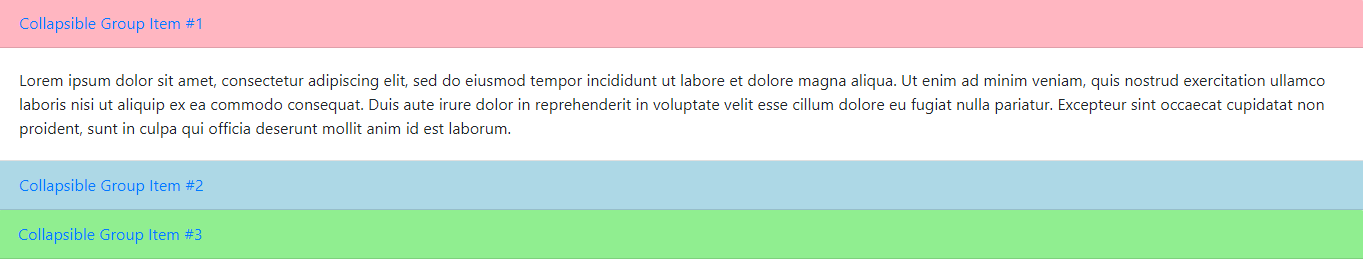 Collapsible Group Item #1
Lorem ipsum dolor sit amet, consectetur adipiscing elit, sed do eiusmod tempor incididunt ut labore et dolore magna aliqua. Ut enim ad minim veniam, quis nostrud exercitation ullamco
laboris nisi ut aliquip ex ea commodo consequat. Duis aute irure dolor in reprehenderit in voluptate velit esse cillum dolore eu fugiat nulla pariatur. Excepteur sint occaecat cupidatat non
proident, sunt in culpa qui officia deserunt mollit anim id est laborum.
Collapsible Group Item #2
Collapsible Group Item #3